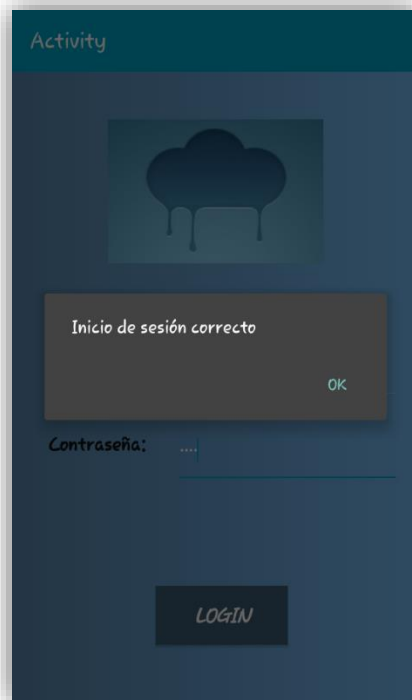 Activity
Inicio de sesión correcto
OK
Contraseña: ....
LOGIN